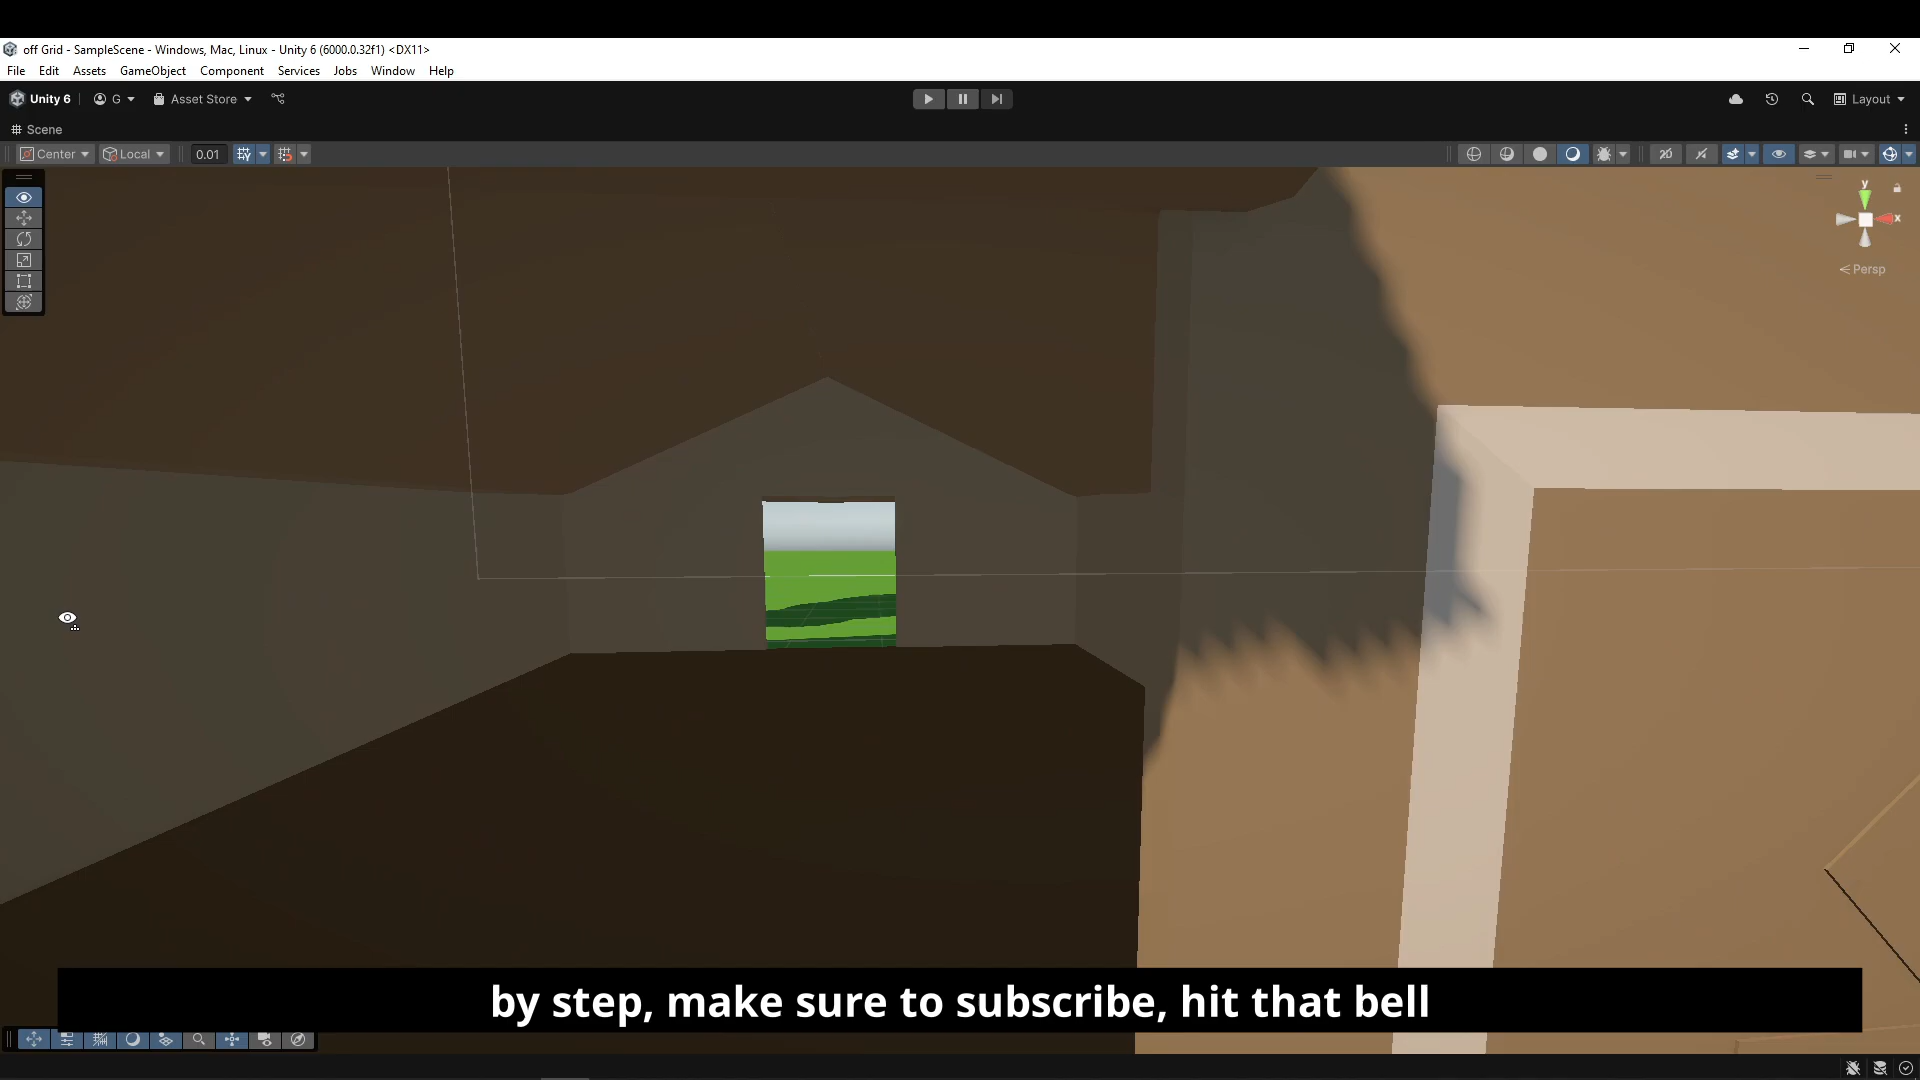 off Grid - SampleScene - Windows, Mac, Linux - Unity 6 (6000.0.32f1) <DX11>
File Edit Assets GameObject Component Services Jobs Window Help
Unity 6 G Asset Store Layout
Scene
Center Local 0.01 2D
y
x
Persp
by step, make sure to subscribe, hit that bell